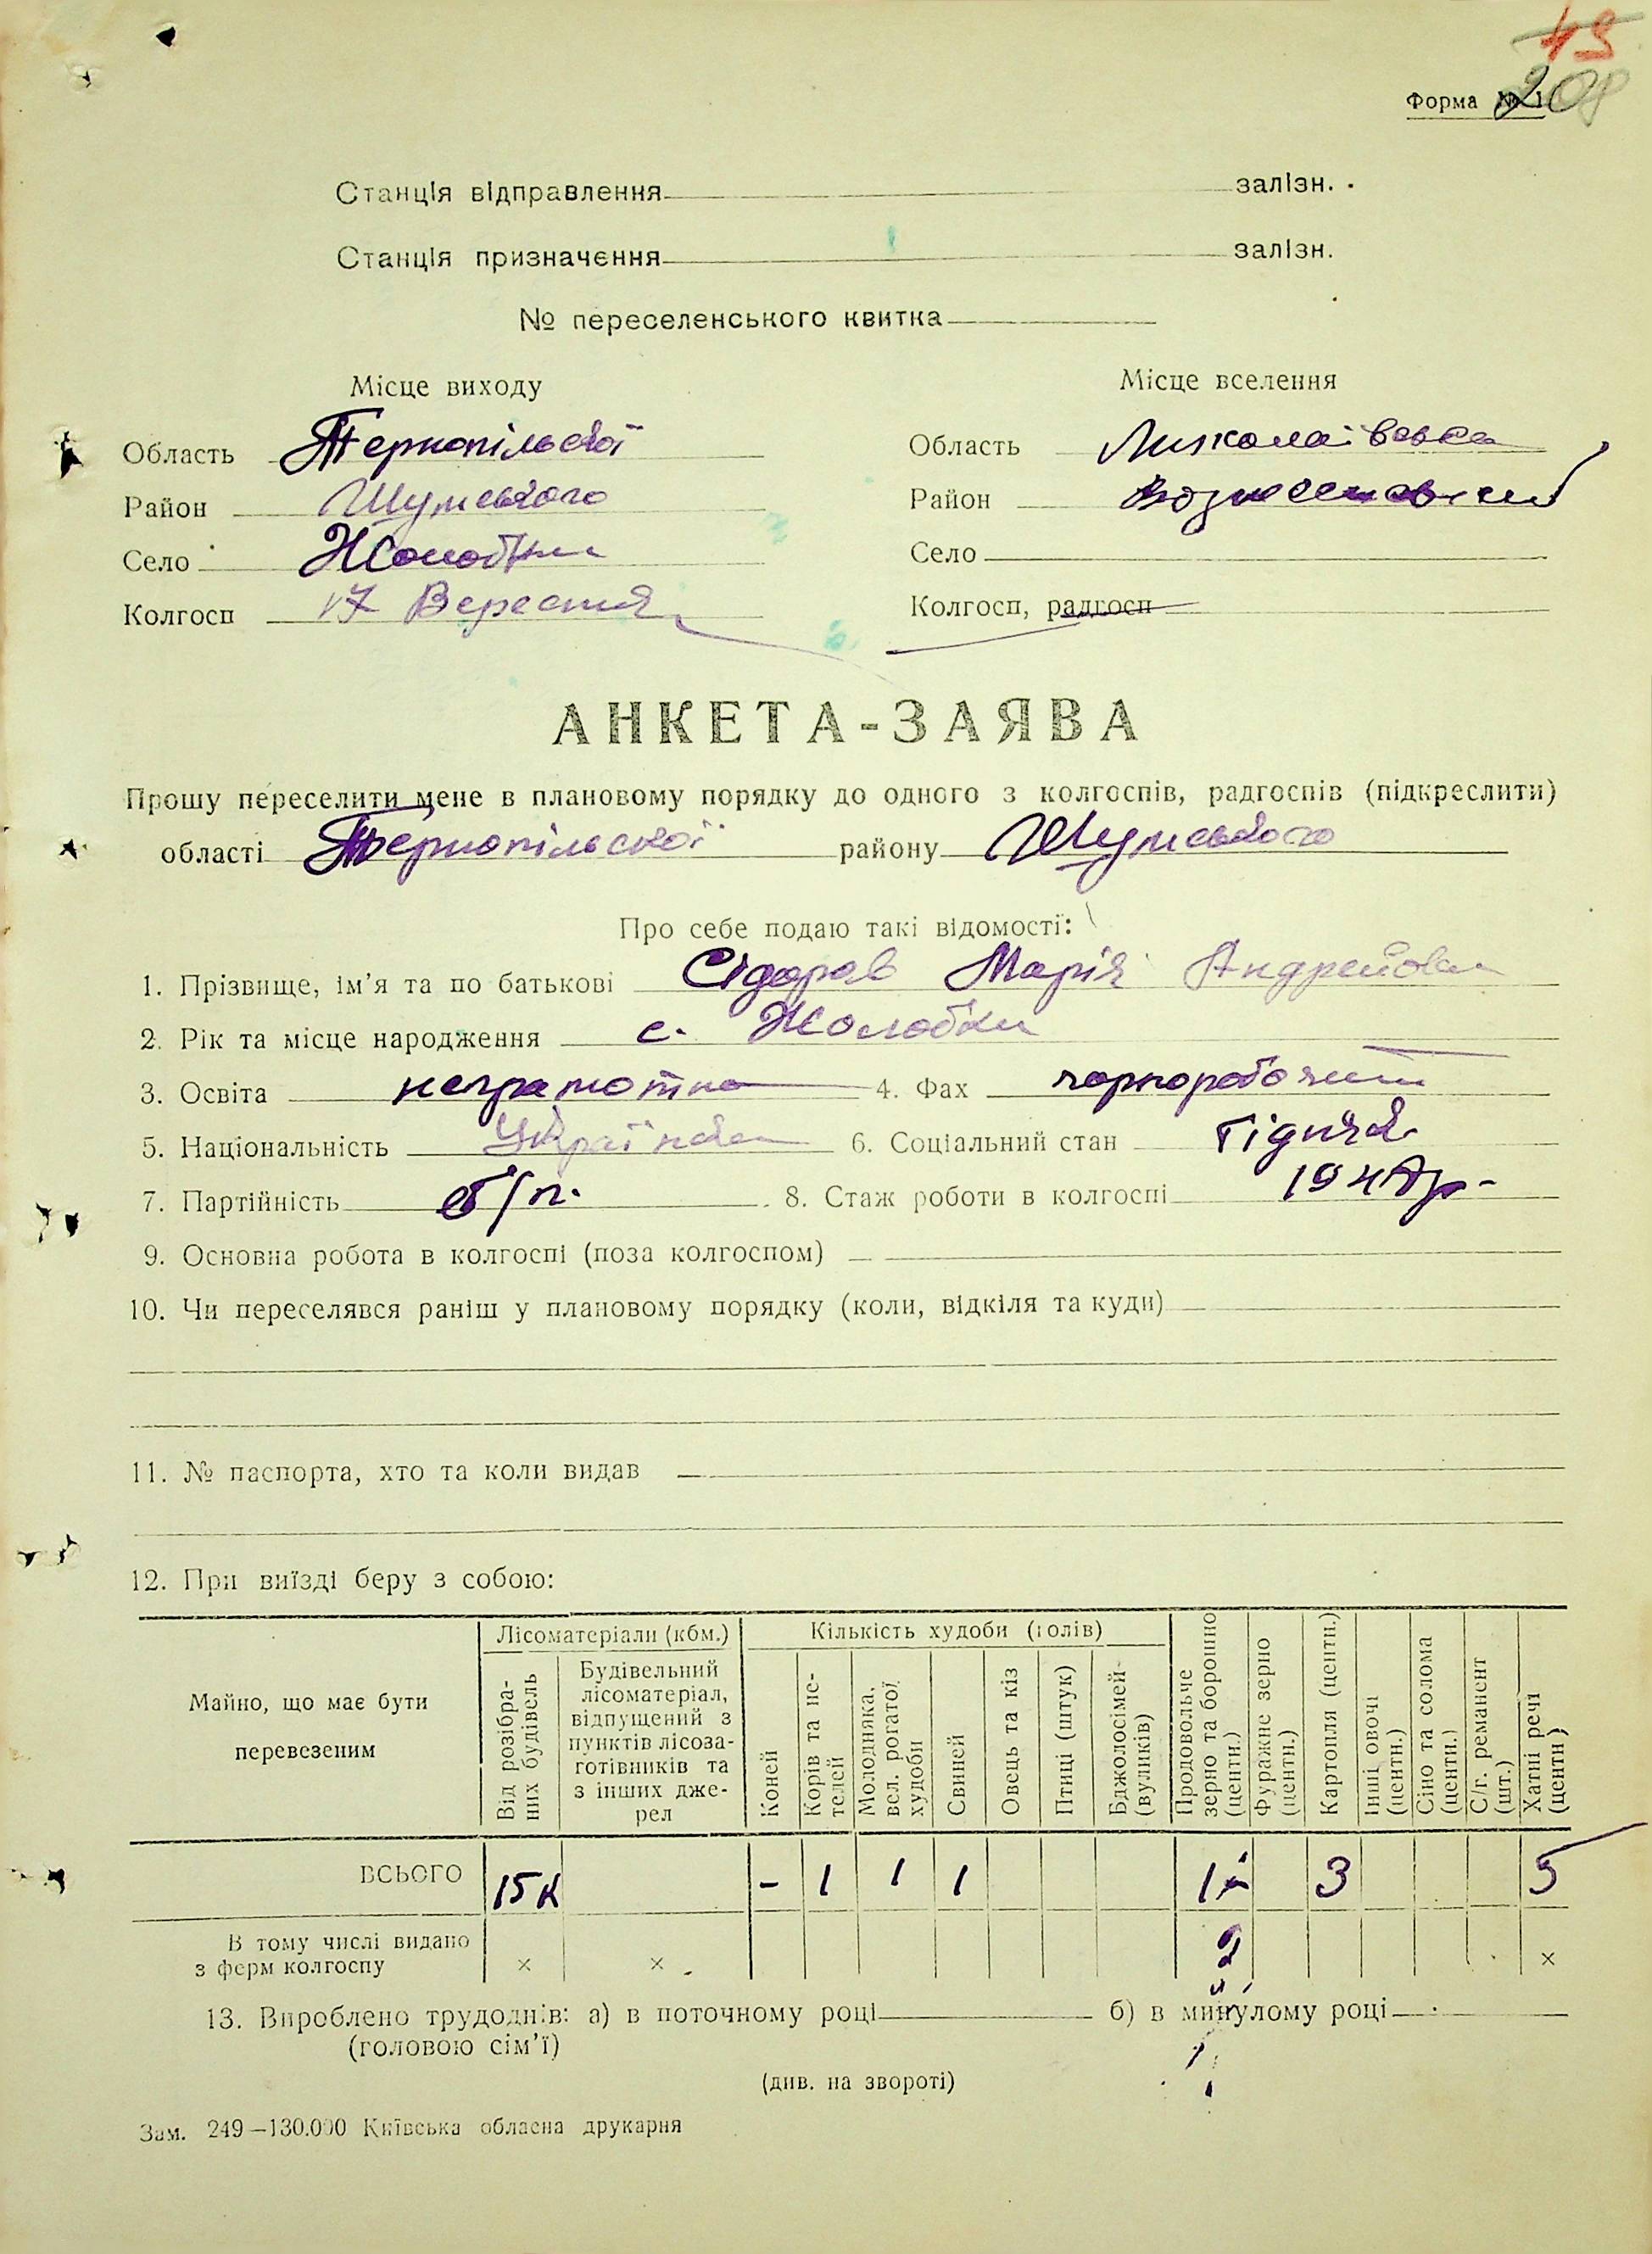 45
208
Форма № 1
Станція відправлення залізн.
Станція призначення залізн.
№ переселенського квитка
Місце виходу Місце вселення
Область Тернопільскої Область Миколаівська
Район Шумського Район
Село Жолобки Село
Колгосп 17 Вересня Колгосп, радгосп
АНКЕТА-ЗАЯВА
Прошу переселити мене в плановому порядку до одного з колгоспів, радгоспів (підкреслити)
області Тернопільскої району Шумського
Про себе подаю такі відомості:
1. Прізвище, ім’я та по батькові Сідорав Марія Андрейовна
2. Рік та місце народження с. Жолобки
3. Освіта неграмотна 4. Фах чорноробочий
5. Національність Українка 6. Соціальний стан
7. Партійність б/п. 8. Стаж роботи в колгоспі
9. Основна робота в колгоспі (поза колгоспом)
10. Чи переселявся раніш у плановому порядку (коли, відкіля та куди)
11. № паспорта, хто та коли видав
12. При виїзді беру з собою:
Майно, що має бути перевезеним
Лісоматеріали (кбм.)
Від розібраних будівель
Будівельний лісоматеріал, відпущений з пунктів лісозаготівників та з інших джерел
Кількість худоби (голів)
Коней
Корів та нетелей
Молодняка, вел. рогатої худоби
Свиней
Овець та кіз
Птиці (штук)
Бджолосімей (вуликів)
Продовольче зерно та борошно (центн.)
Фуражне зерно (центн.)
Картопля (центн.)
Інші овочі (центн.)
Сіно та солома (центн.)
С/г. реманент (шт.)
Хатні речі (центн)
ВСЬОГО 15к - 1 1 1 3 5
В тому числі видано
з ферм колгоспу × × 2 ×
13. Вироблено трудоднів: а) в поточному році б) в минулому році
(головою сім’ї)
(див. на звороті)
Зам. 249—130.000 Київська обласна друкарня